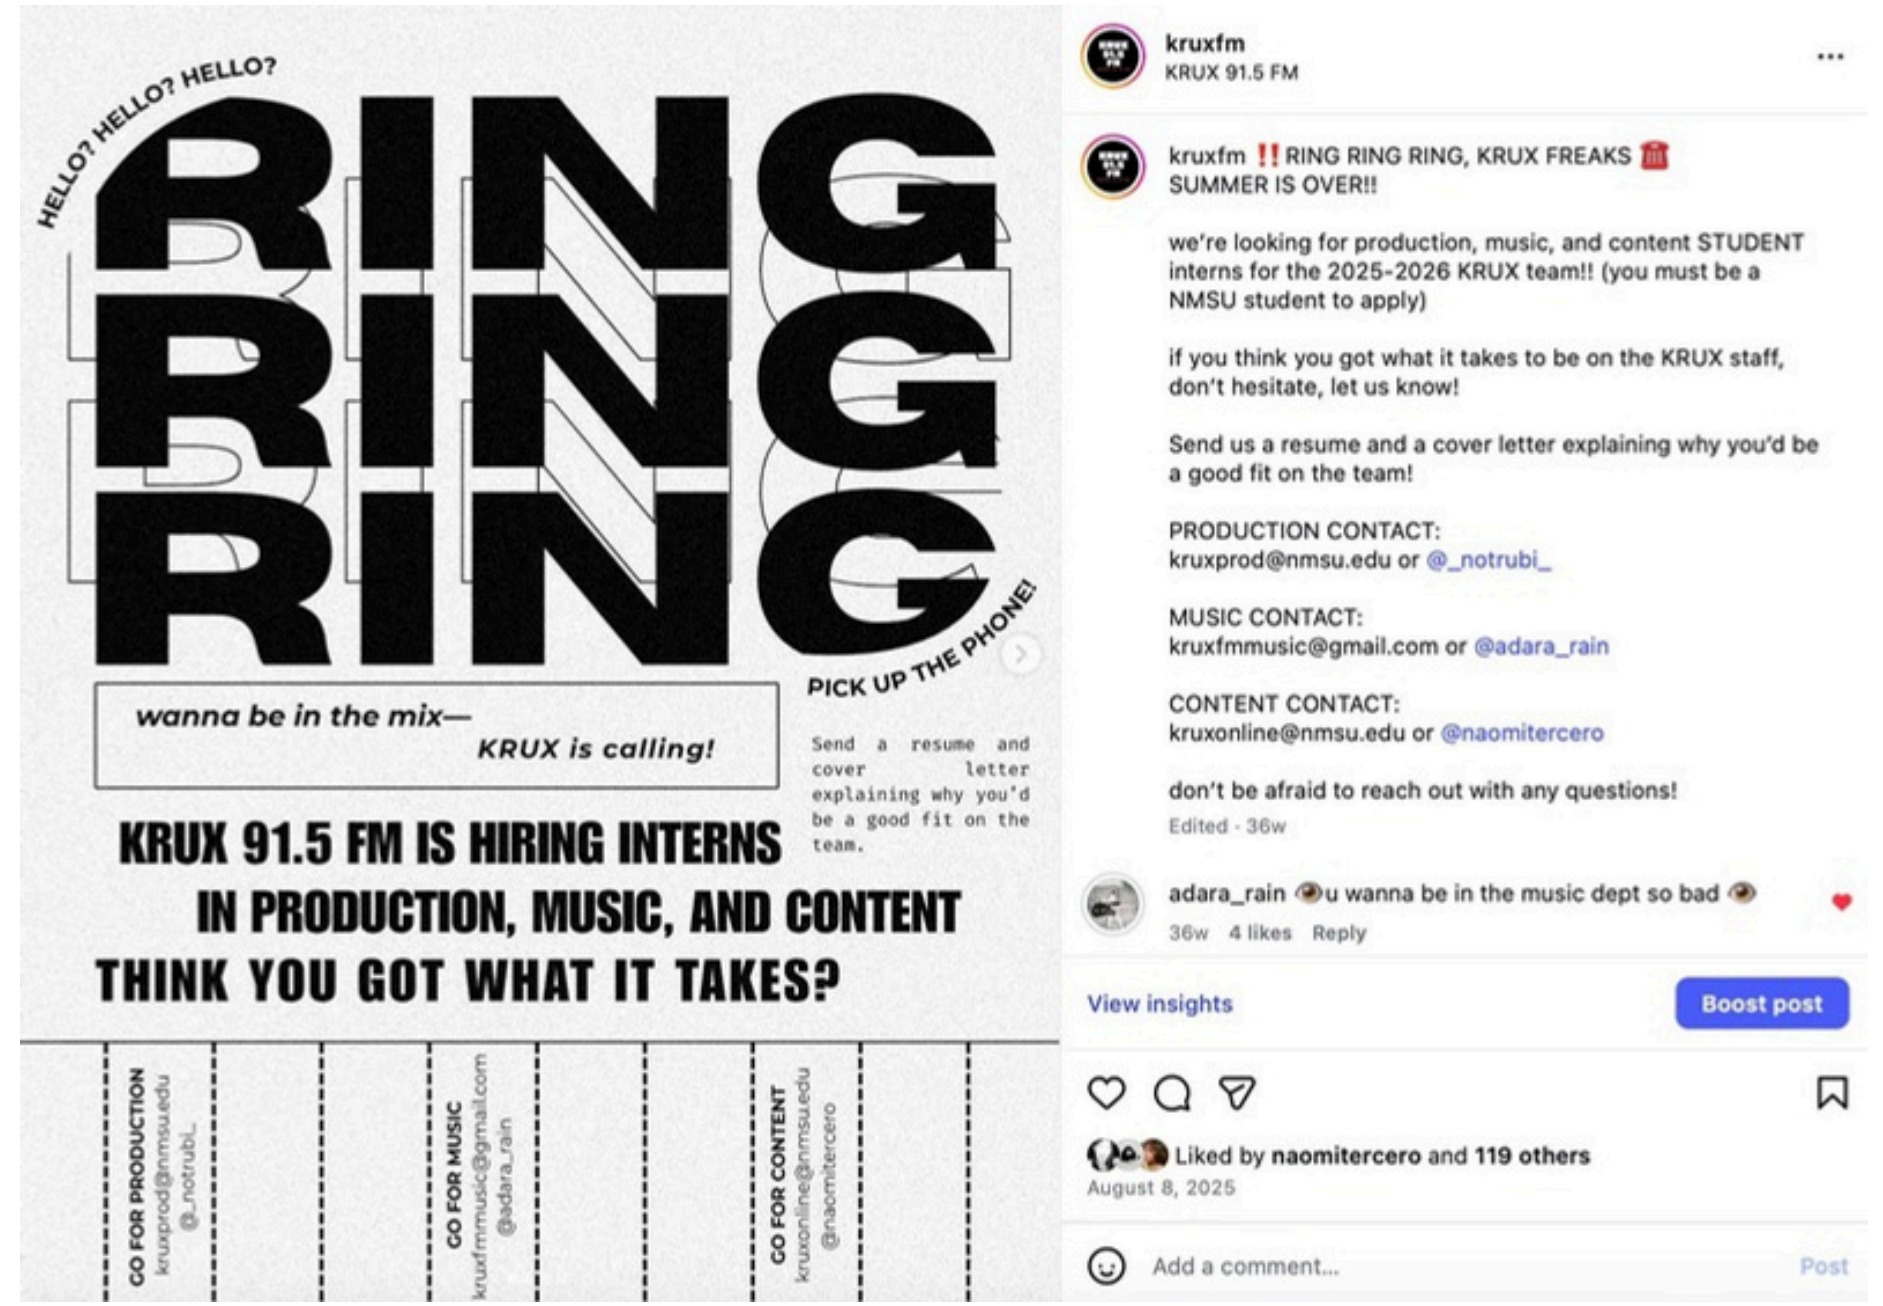 HELLO? HELLO? HELLO?
RING
RING
RING
PICK UP THE PHONE!
wanna be in the mix—
KRUX is calling!
Send a resume and
cover letter
explaining why you'd
be a good fit on the
team.
KRUX 91.5 FM IS HIRING INTERNS
IN PRODUCTION, MUSIC, AND CONTENT
THINK YOU GOT WHAT IT TAKES?
GO FOR PRODUCTION
kruxprod@nmsu.edu
@_notrubi_
GO FOR MUSIC
kruxfmmusic@gmail.com
@adara_rain
GO FOR CONTENT
kruxonline@nmsu.edu
@naomitercero
kruxfm
KRUX 91.5 FM
kruxfm ‼️RING RING RING, KRUX FREAKS ☎️
SUMMER IS OVER!!
we're looking for production, music, and content STUDENT
interns for the 2025-2026 KRUX team!! (you must be a
NMSU student to apply)
if you think you got what it takes to be on the KRUX staff,
don't hesitate, let us know!
Send us a resume and a cover letter explaining why you'd be
a good fit on the team!
PRODUCTION CONTACT:
kruxprod@nmsu.edu or @_notrubi_
MUSIC CONTACT:
kruxfmmusic@gmail.com or @adara_rain
CONTENT CONTACT:
kruxonline@nmsu.edu or @naomitercero
don't be afraid to reach out with any questions!
Edited · 36w
adara_rain 👁️u wanna be in the music dept so bad 👁️
36w 4 likes Reply
View insights
Boost post
Liked by naomitercero and 119 others
August 8, 2025
Add a comment...
Post